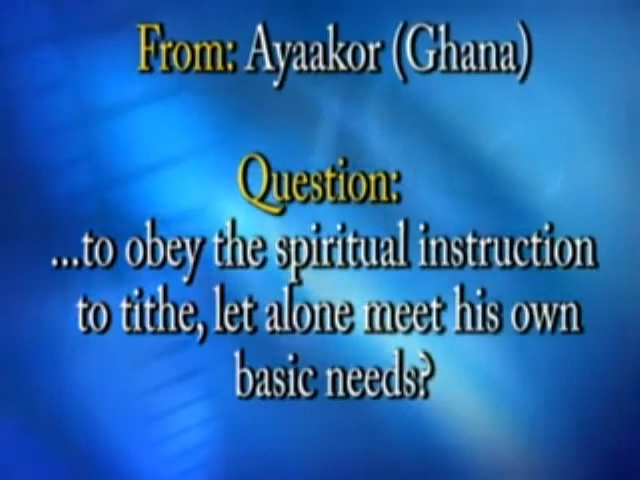 From: Ayaakor (Ghana)
Question:
...to obey the spiritual instruction
to tithe, let alone meet his own
basic needs?